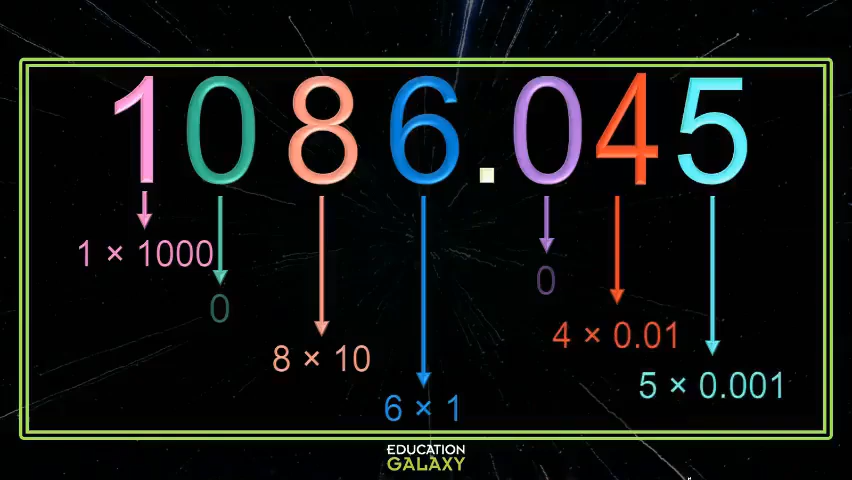 1086.045
1 × 1000
0
8 × 10
6 × 1
0
4 × 0.01
5 × 0.001
EDUCATION
GALAXY